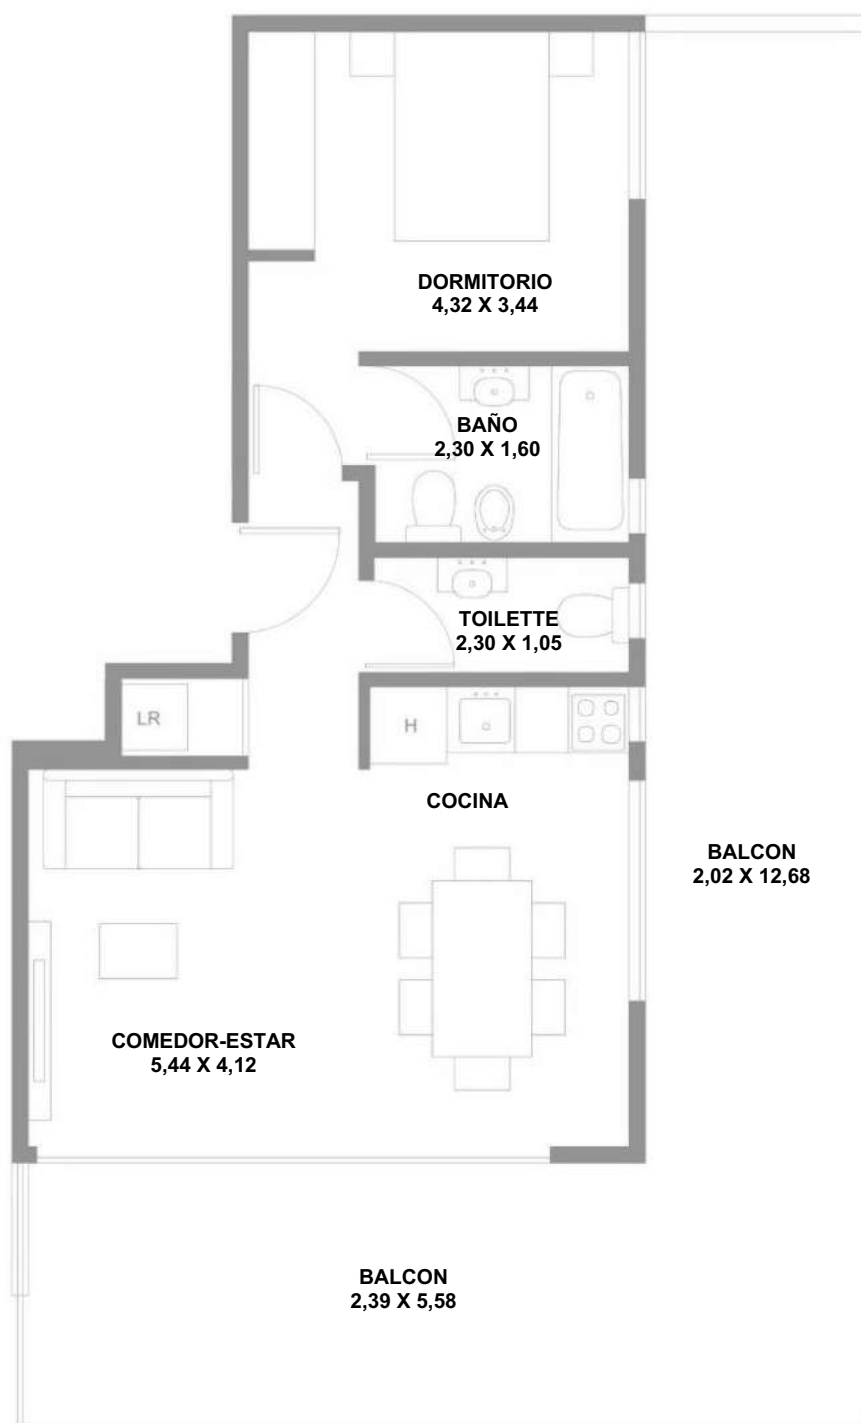 DORMITORIO
4,32 X 3,44
BAÑO
2,30 X 1,60
TOILETTE
2,30 X 1,05
LR
H
COCINA
BALCON
2,02 X 12,68
COMEDOR-ESTAR
5,44 X 4,12
BALCON
2,39 X 5,58